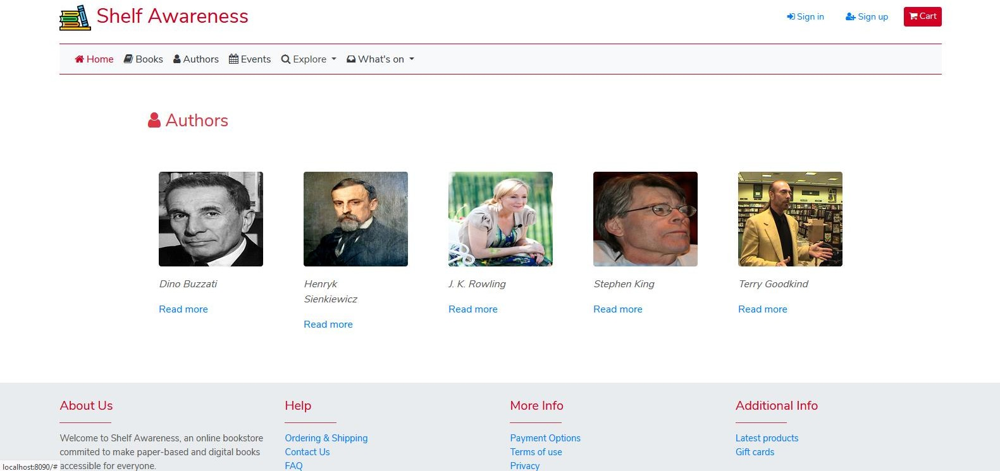 Shelf Awareness
Sign in Sign up Cart
Home Books Authors Events Explore What's on
Authors
Dino Buzzati
Henryk
Sienkiewicz
J. K. Rowling
Stephen King
Terry Goodkind
Read more
Read more
Read more
Read more
Read more
About Us
Welcome to Shelf Awareness, an online bookstore
commited to make paper-based and digital books
accessible for everyone.
Help
Ordering & Shipping
Contact Us
FAQ
More Info
Payment Options
Terms of use
Privacy
Additional Info
Latest products
Gift cards
localhost:8090/#